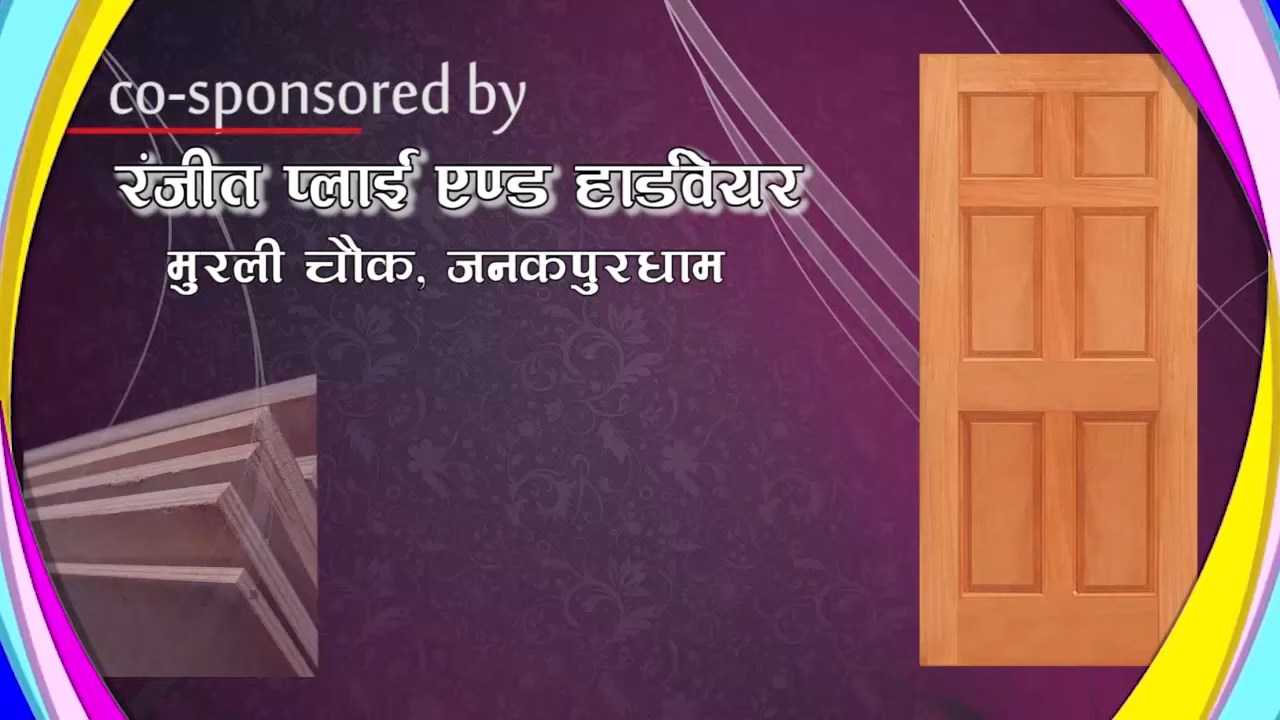 co-sponsored by
रंजीत प्लाई एण्ड हार्डवेयर
मुरली चौक, जनकपुरधाम